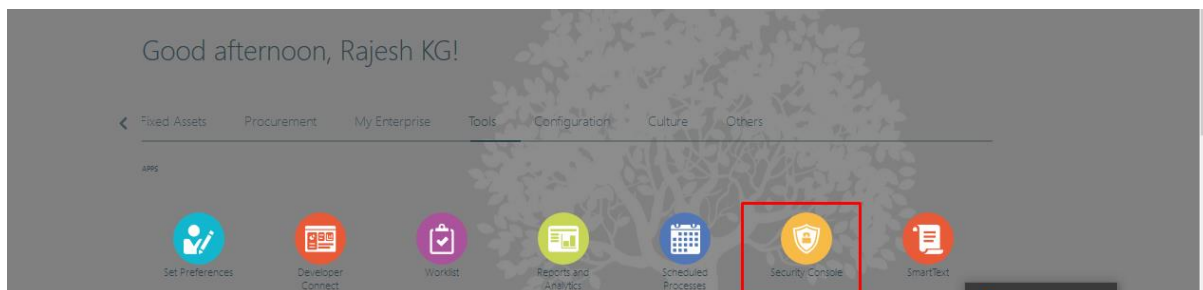 Good afternoon, Rajesh KG!
Fixed Assets Procurement My Enterprise Tools Configuration Culture Others
APPS
Set Preferences Developer Connect Worklist Reports and Analytics Scheduled Processes Security Console SmartText